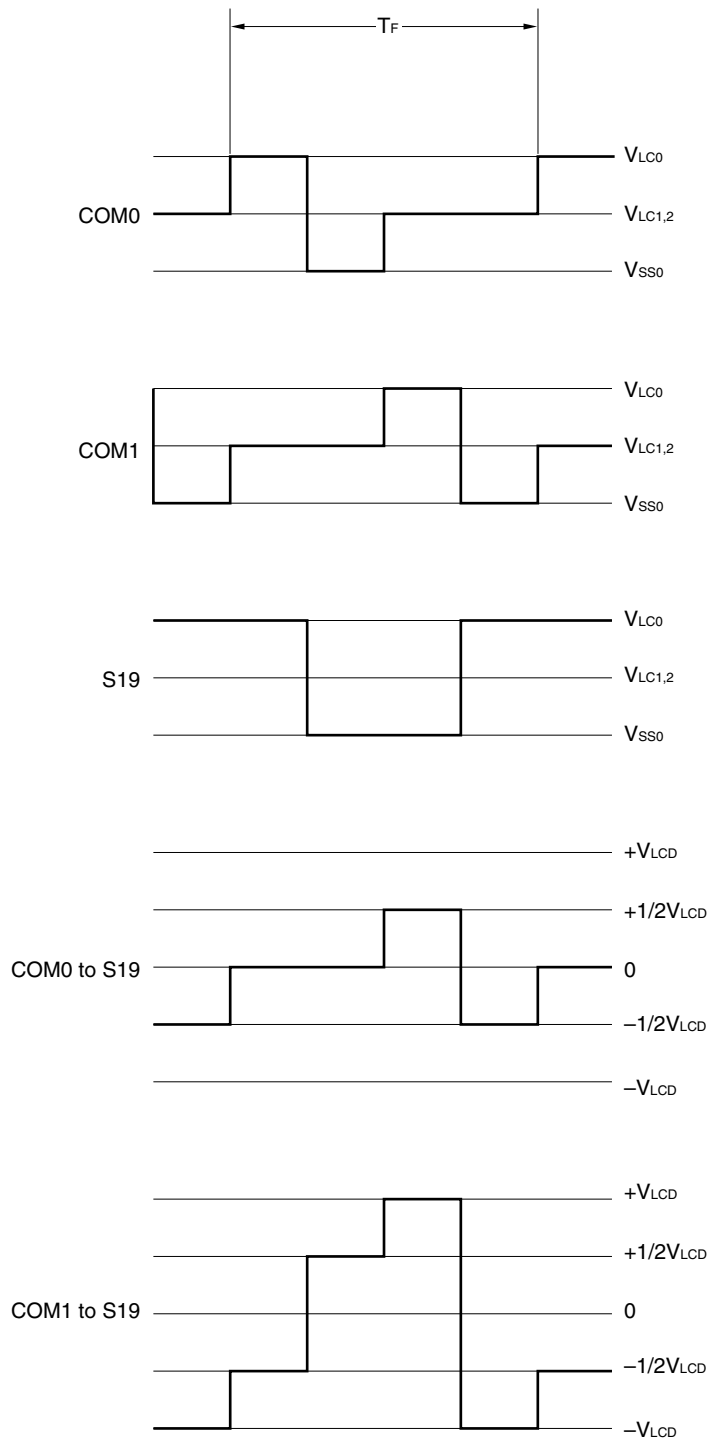 TF
VLC0
COM0
VLC1,2
VSS0
VLC0
COM1
VLC1,2
VSS0
VLC0
S19
VLC1,2
VSS0
+VLCD
+1/2VLCD
COM0 to S19
0
–1/2VLCD
–VLCD
+VLCD
+1/2VLCD
COM1 to S19
0
–1/2VLCD
–VLCD